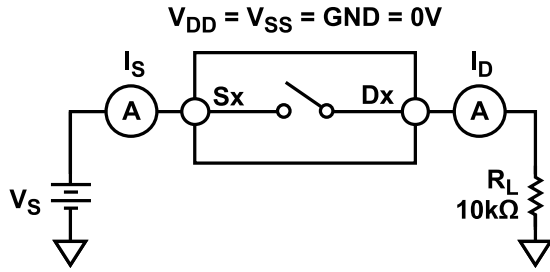 V_DD = V_SS = GND = 0V
I_S
I_D
A
Sx
Dx
A
V_S
R_L
10kΩ